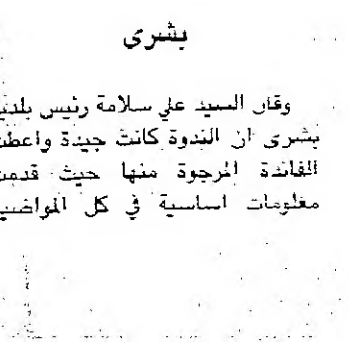 بشرى
وقال السيد علي سلامة رئيس بلدية
بشرى ان الندوة كانت جيدة واعطت
الفائدة المرجوة منها حيث قدمت
معلومات اساسية في كل المواضيـ